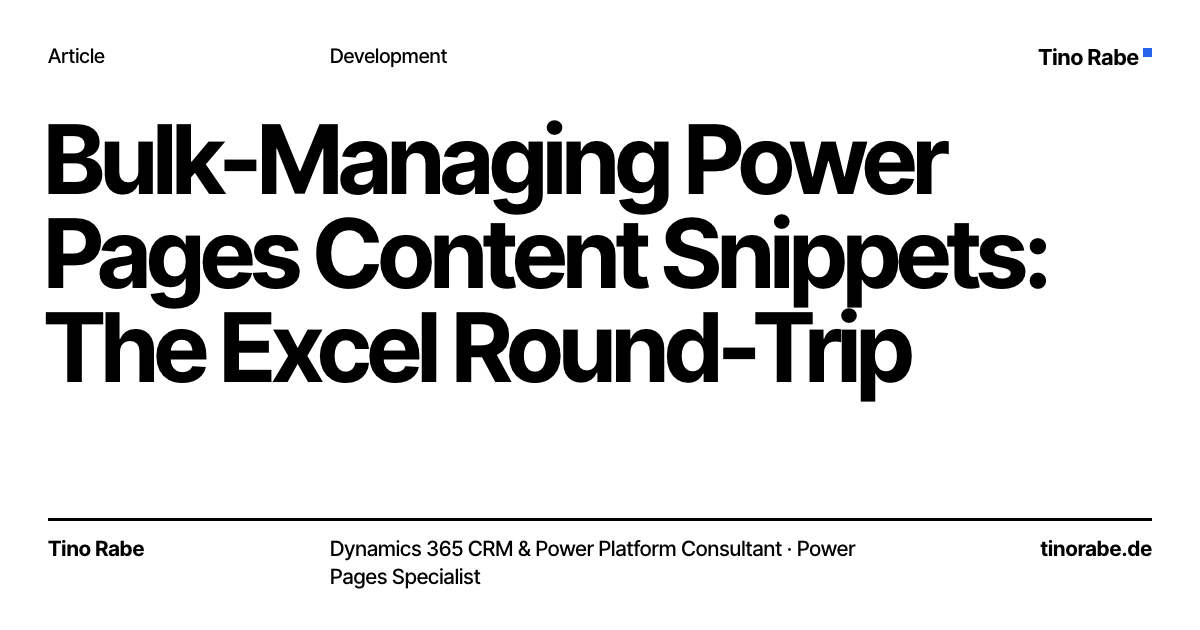 Article
Development
Tino Rabe
Bulk-Managing Power
Pages Content Snippets:
The Excel Round-Trip
Tino Rabe
Dynamics 365 CRM & Power Platform Consultant · Power
Pages Specialist
tinorabe.de